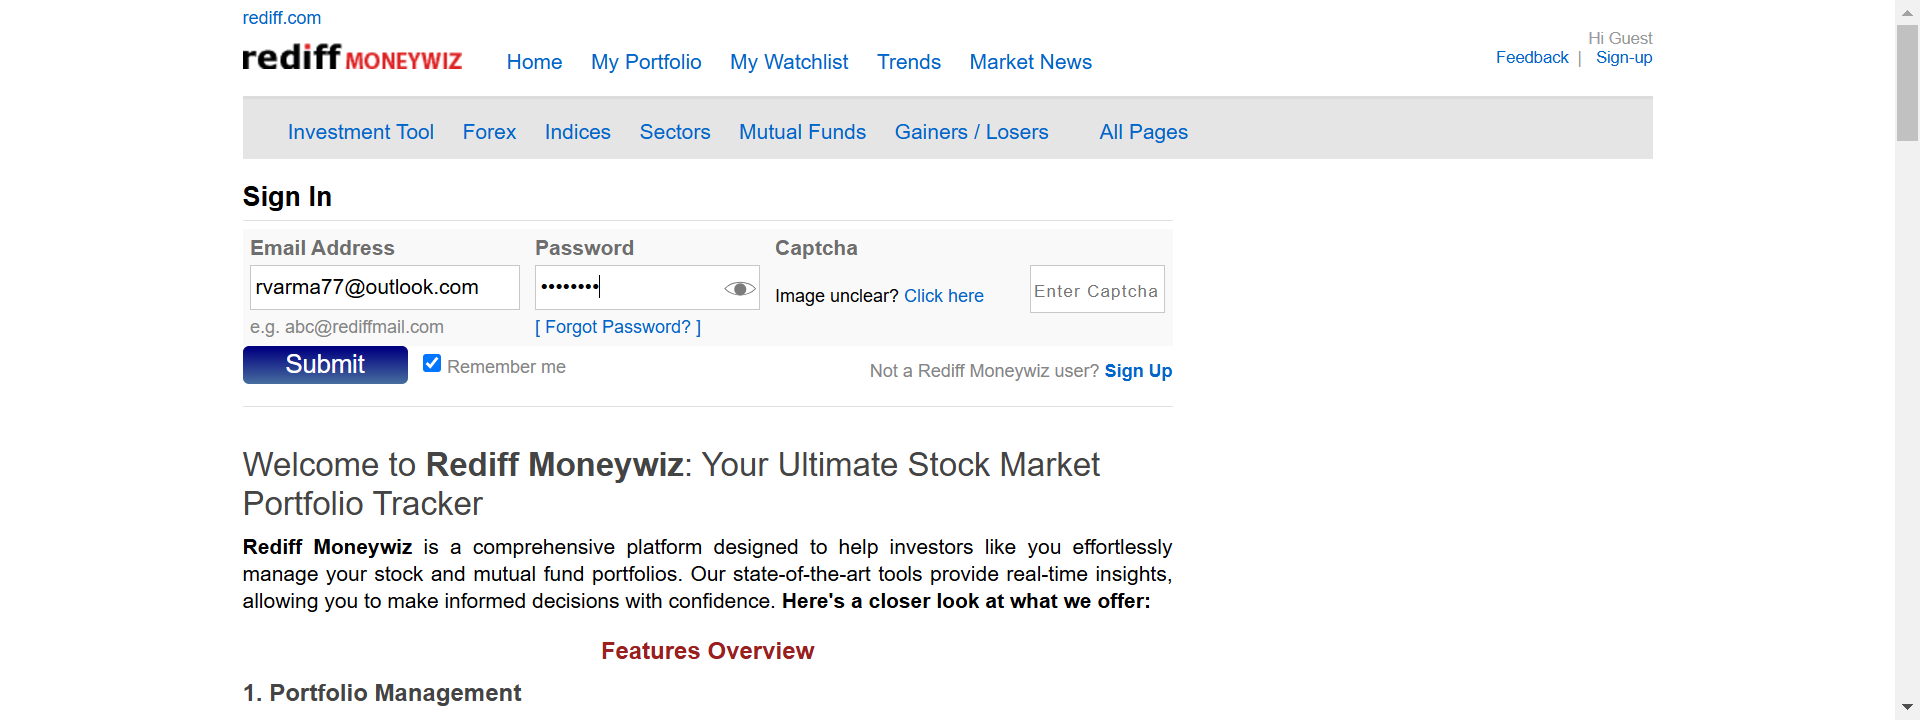 rediff.com
rediff MONEYWIZ
Home My Portfolio My Watchlist Trends Market News
Hi Guest
Feedback | Sign-up
Investment Tool Forex Indices Sectors Mutual Funds Gainers / Losers All Pages
Sign In
Email Address Password Captcha
rvarma77@outlook.com •••••••• Image unclear? Click here Enter Captcha
e.g. abc@rediffmail.com [ Forgot Password? ]
Submit Remember me Not a Rediff Moneywiz user? Sign Up
Welcome to Rediff Moneywiz: Your Ultimate Stock Market
Portfolio Tracker
Rediff Moneywiz is a comprehensive platform designed to help investors like you effortlessly
manage your stock and mutual fund portfolios. Our state-of-the-art tools provide real-time insights,
allowing you to make informed decisions with confidence. Here's a closer look at what we offer:
Features Overview
1. Portfolio Management